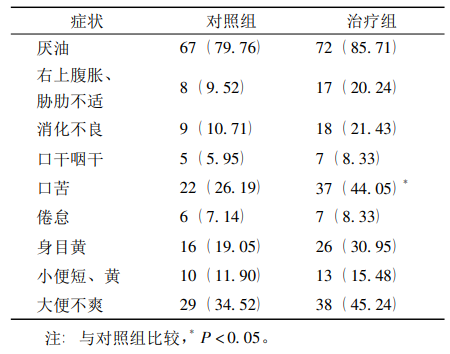 症状 对照组 治疗组
厌油 67 (79.76) 72 (85.71)
右上腹胀、
胁肋不适 8 (9.52) 17 (20.24)
消化不良 9 (10.71) 18 (21.43)
口干咽干 5 (5.95) 7 (8.33)
口苦 22 (26.19) 37 (44.05)*
倦怠 6 (7.14) 7 (8.33)
身目黄 16 (19.05) 26 (30.95)
小便短、黄 10 (11.90) 13 (15.48)
大便不爽 29 (34.52) 38 (45.24)
注: 与对照组比较,* P<0.05。